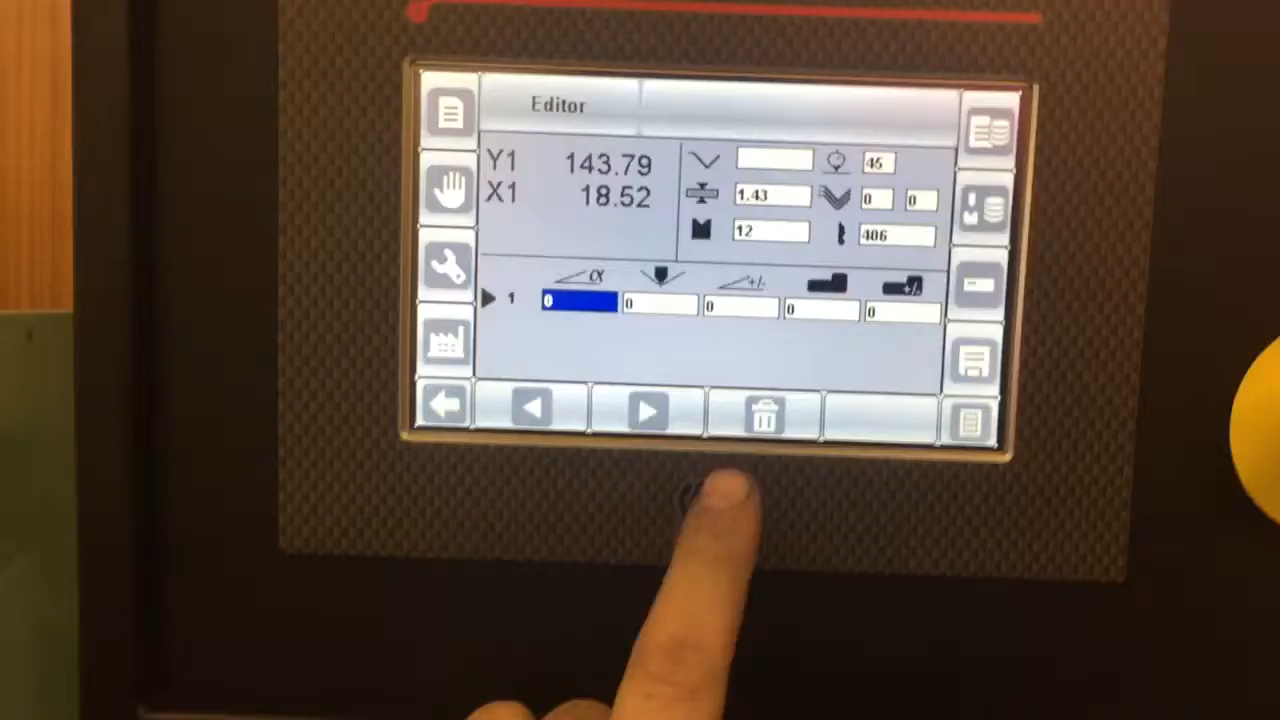 Editor
Y1 143.79
X1 18.52
45
1.43 0 0
12 406
α +/- +/-
1 0 0 0 0 0